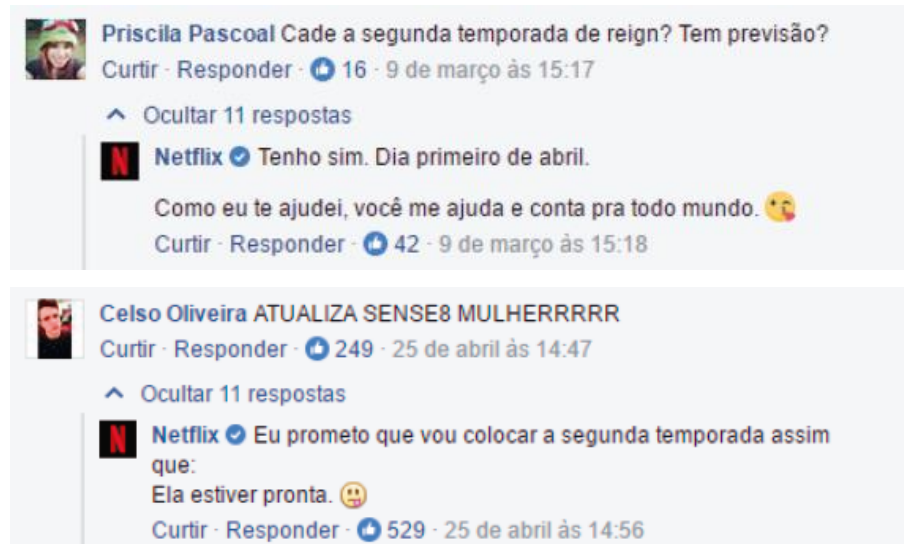 Priscila Pascoal Cade a segunda temporada de reign? Tem previsão?
Curtir · Responder · 16 · 9 de março às 15:17
Ocultar 11 respostas
N Netflix Tenho sim. Dia primeiro de abril.
Como eu te ajudei, você me ajuda e conta pra todo mundo. 😘
Curtir · Responder · 42 · 9 de março às 15:18
Celso Oliveira ATUALIZA SENSE8 MULHERRRRR
Curtir · Responder · 249 · 25 de abril às 14:47
Ocultar 11 respostas
N Netflix Eu prometo que vou colocar a segunda temporada assim
que:
Ela estiver pronta. 😜
Curtir · Responder · 529 · 25 de abril às 14:56